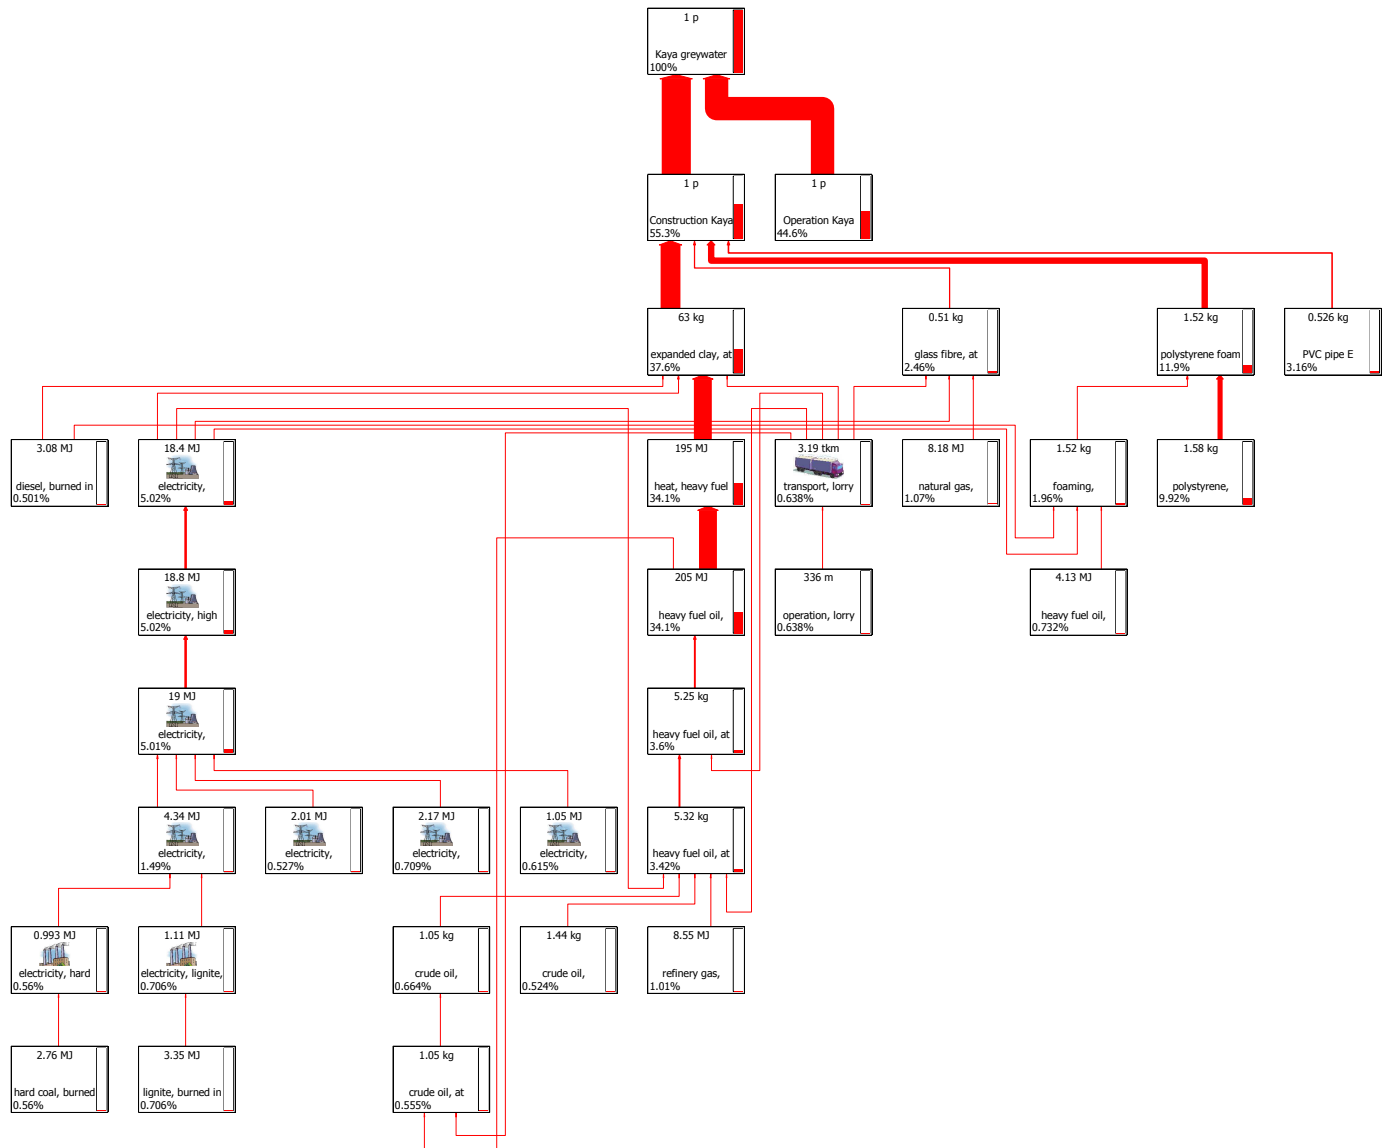 1 p
Kaya greywater
100%
1 p
Construction Kaya
55.3%
1 p
Operation Kaya
44.6%
63 kg
expanded clay, at
37.6%
0.51 kg
glass fibre, at
2.46%
1.52 kg
polystyrene foam
11.9%
0.526 kg
PVC pipe E
3.16%
3.08 MJ
diesel, burned in
0.501%
18.4 MJ
electricity,
5.02%
195 MJ
heat, heavy fuel
34.1%
3.19 tkm
transport, lorry
0.638%
8.18 MJ
natural gas,
1.07%
1.52 kg
foaming,
1.96%
1.58 kg
polystyrene,
9.92%
18.8 MJ
electricity, high
5.02%
205 MJ
heavy fuel oil,
34.1%
336 m
operation, lorry
0.638%
4.13 MJ
heavy fuel oil,
0.732%
19 MJ
electricity,
5.01%
5.25 kg
heavy fuel oil, at
3.6%
4.34 MJ
electricity,
1.49%
2.01 MJ
electricity,
0.527%
2.17 MJ
electricity,
0.709%
1.05 MJ
electricity,
0.615%
5.32 kg
heavy fuel oil, at
3.42%
0.993 MJ
electricity, hard
0.56%
1.11 MJ
electricity, lignite,
0.706%
1.05 kg
crude oil,
0.664%
1.44 kg
crude oil,
0.524%
8.55 MJ
refinery gas,
1.01%
2.76 MJ
hard coal, burned
0.56%
3.35 MJ
lignite, burned in
0.706%
1.05 kg
crude oil, at
0.555%